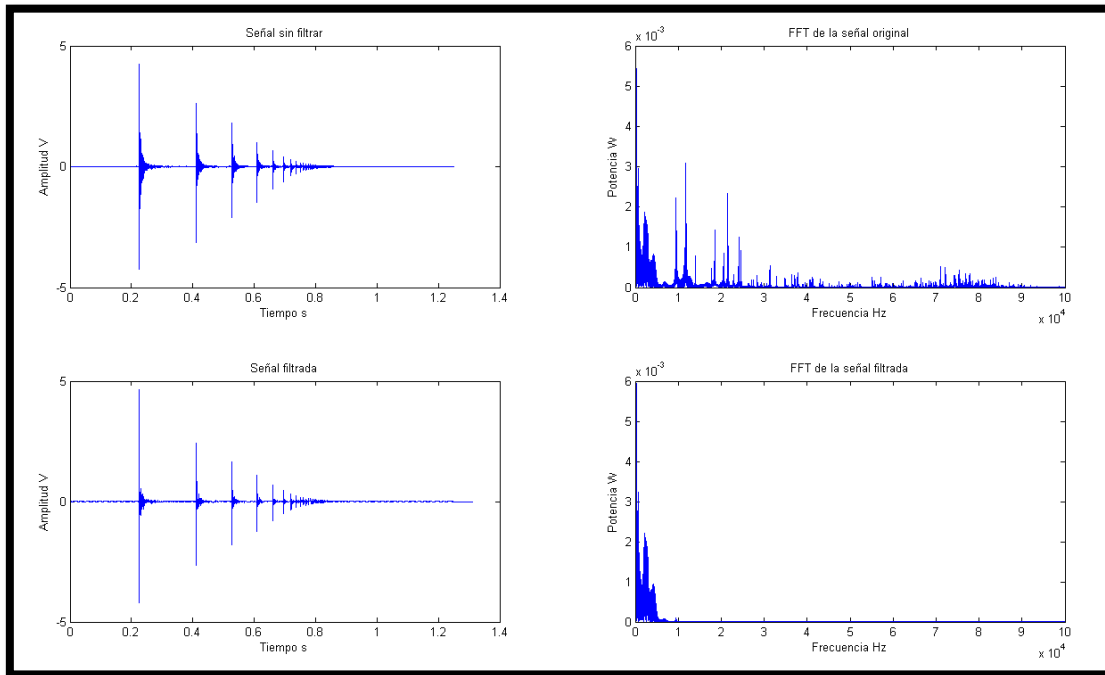 Señal sin filtrar
5
0
-5
Amplitud V
0 0.2 0.4 0.6 0.8 1 1.2 1.4
Tiempo s
FFT de la señal original
x 10^-3
6
5
4
3
2
1
0
Potencia W
0 1 2 3 4 5 6 7 8 9 10
x 10^4
Frecuencia Hz
Señal filtrada
5
0
-5
Amplitud V
0 0.2 0.4 0.6 0.8 1 1.2 1.4
Tiempo s
FFT de la señal filtrada
x 10^-3
6
5
4
3
2
1
0
Potencia W
0 1 2 3 4 5 6 7 8 9 10
x 10^4
Frecuencia Hz